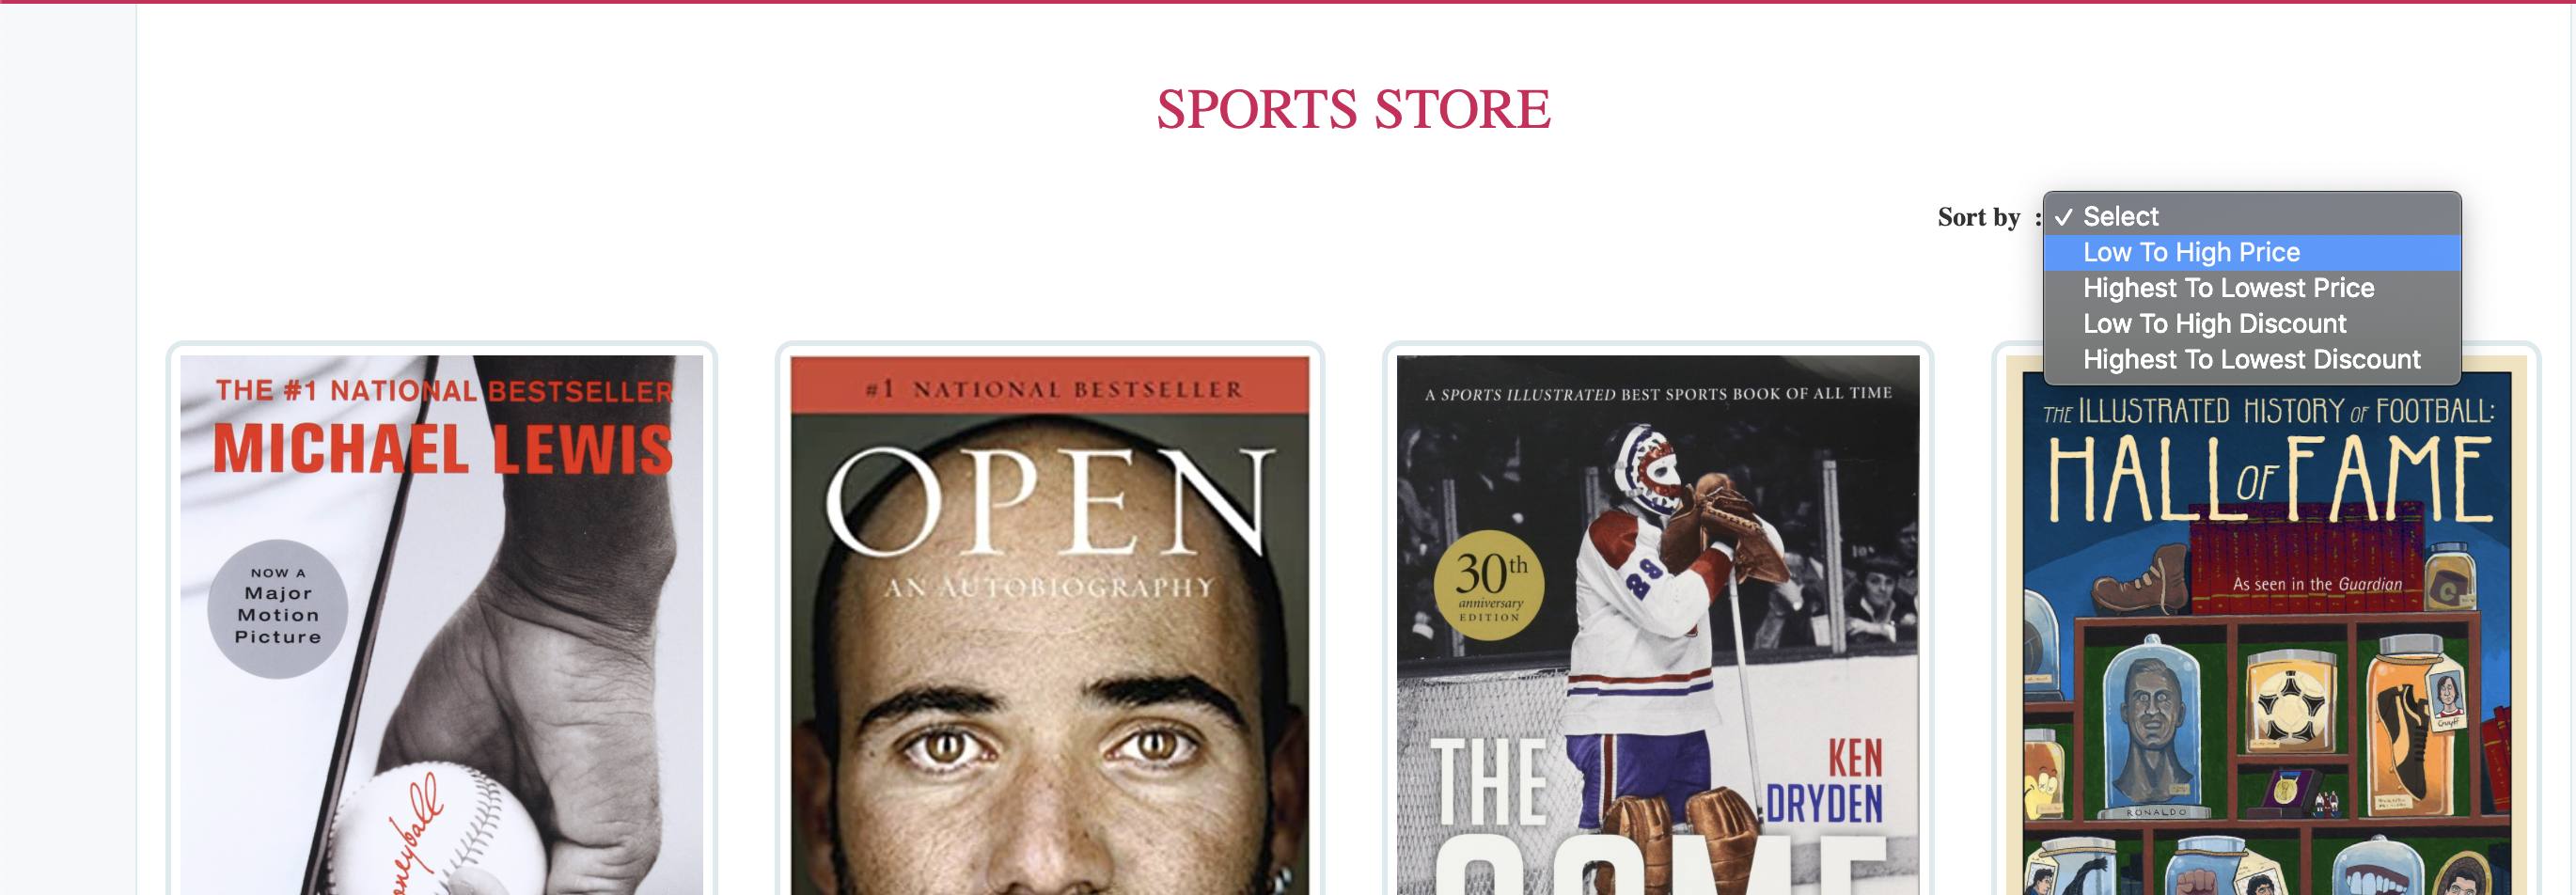 SPORTS STORE
Sort by :
✓ Select
Low To High Price
Highest To Lowest Price
Low To High Discount
Highest To Lowest Discount
THE #1 NATIONAL BESTSELLER
MICHAEL LEWIS
NOW A
Major
Motion
Picture
#1 NATIONAL BESTSELLER
OPEN
AN AUTOBIOGRAPHY
A SPORTS ILLUSTRATED BEST SPORTS BOOK OF ALL TIME
30th
anniversary
EDITION
29
THE
KEN
DRYDEN
THE ILLUSTRATED HISTORY OF FOOTBALL:
HALL OF FAME
As seen in the Guardian
Cruyff
RONALDO